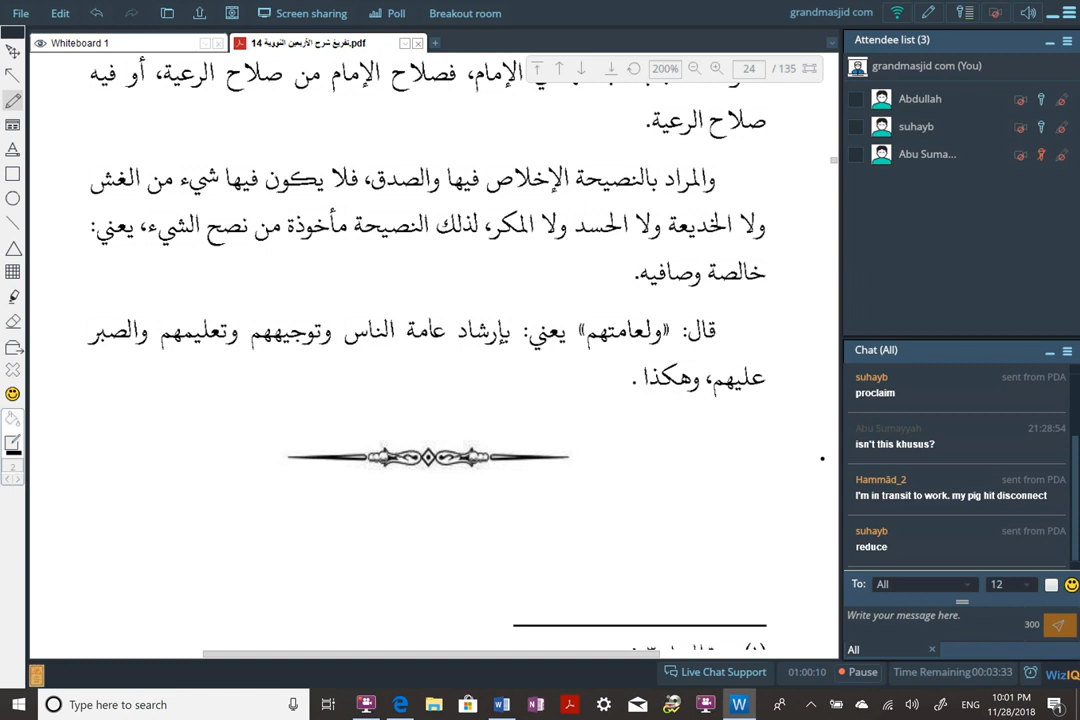 File Edit Screen sharing Poll Breakout room grandmasjid com
Whiteboard 1 تفريغ شرح الأربعين النووية 14.pdf
200% 24 / 135
الإمام، فصلاح الإمام من صلاح الرعية، أو فيه
صلاح الرعية.
والمراد بالنصيحة الإخلاص فيها والصدق، فلا يكون فيها شيء من الغش
ولا الخديعة ولا الحسد ولا المكر، لذلك النصيحة مأخوذة من نصح الشيء، يعني:
خالصة وصافيه.
قال: «ولعامتهم» يعني: بإرشاد عامة الناس وتوجيههم وتعليمهم والصبر
عليهم، وهكذا .
Attendee list (3)
grandmasjid com (You)
Abdullah
suhayb
Abu Suma...
Chat (All)
suhayb sent from PDA
proclaim
Abu Sumayyah 21:28:54
isn't this khusus?
Hammād_2 sent from PDA
I'm in transit to work. my pig hit disconnect
suhayb sent from PDA
reduce
To: All 12
Write your message here.
300
All
Live Chat Support 00:00:10 Pause Time Remaining 00:03:33 WizIQ
Type here to search
ENG
10:01 PM
11/28/2018